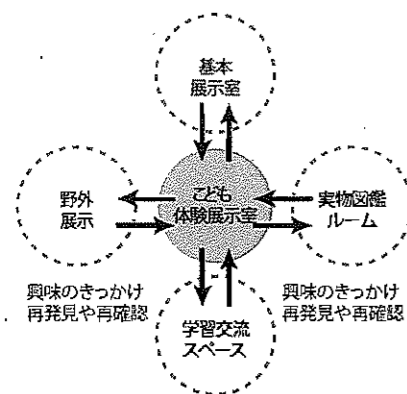 基本
展示室
こども
体験展示室
野外
展示
実物図鑑
ルーム
興味のきっかけ
再発見や再確認
興味のきっかけ
再発見や再確認
学習交流
スペース